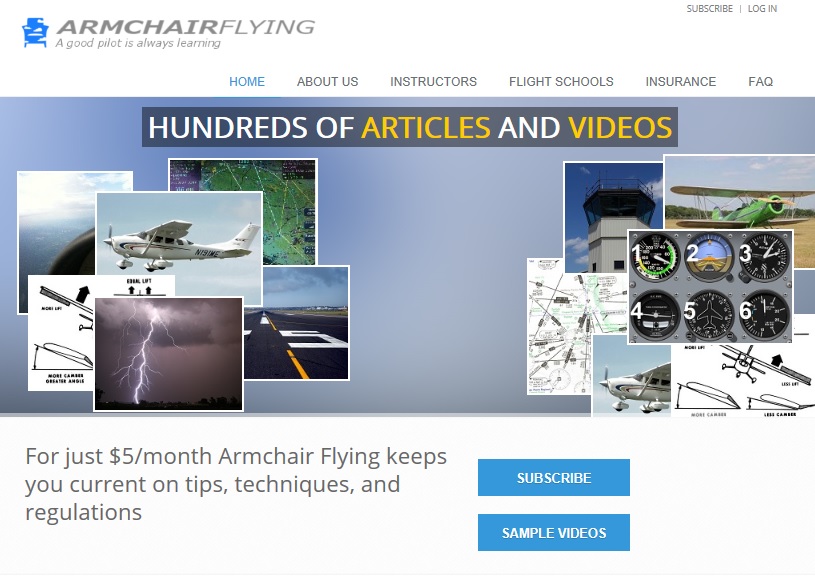 SUBSCRIBE | LOG IN
ARMCHAIRFLYING
A good pilot is always learning
HOME ABOUT US INSTRUCTORS FLIGHT SCHOOLS INSURANCE FAQ
HUNDREDS OF ARTICLES AND VIDEOS
N191ME
1 2 3
4 5 6
EQUAL LIFT
MORE LIFT
MORE CAMBER
GREATER ANGLE
MORE LIFT
LESS LIFT
MORE CAMBER
LESS CAMBER
For just $5/month Armchair Flying keeps
you current on tips, techniques, and
regulations
SUBSCRIBE
SAMPLE VIDEOS